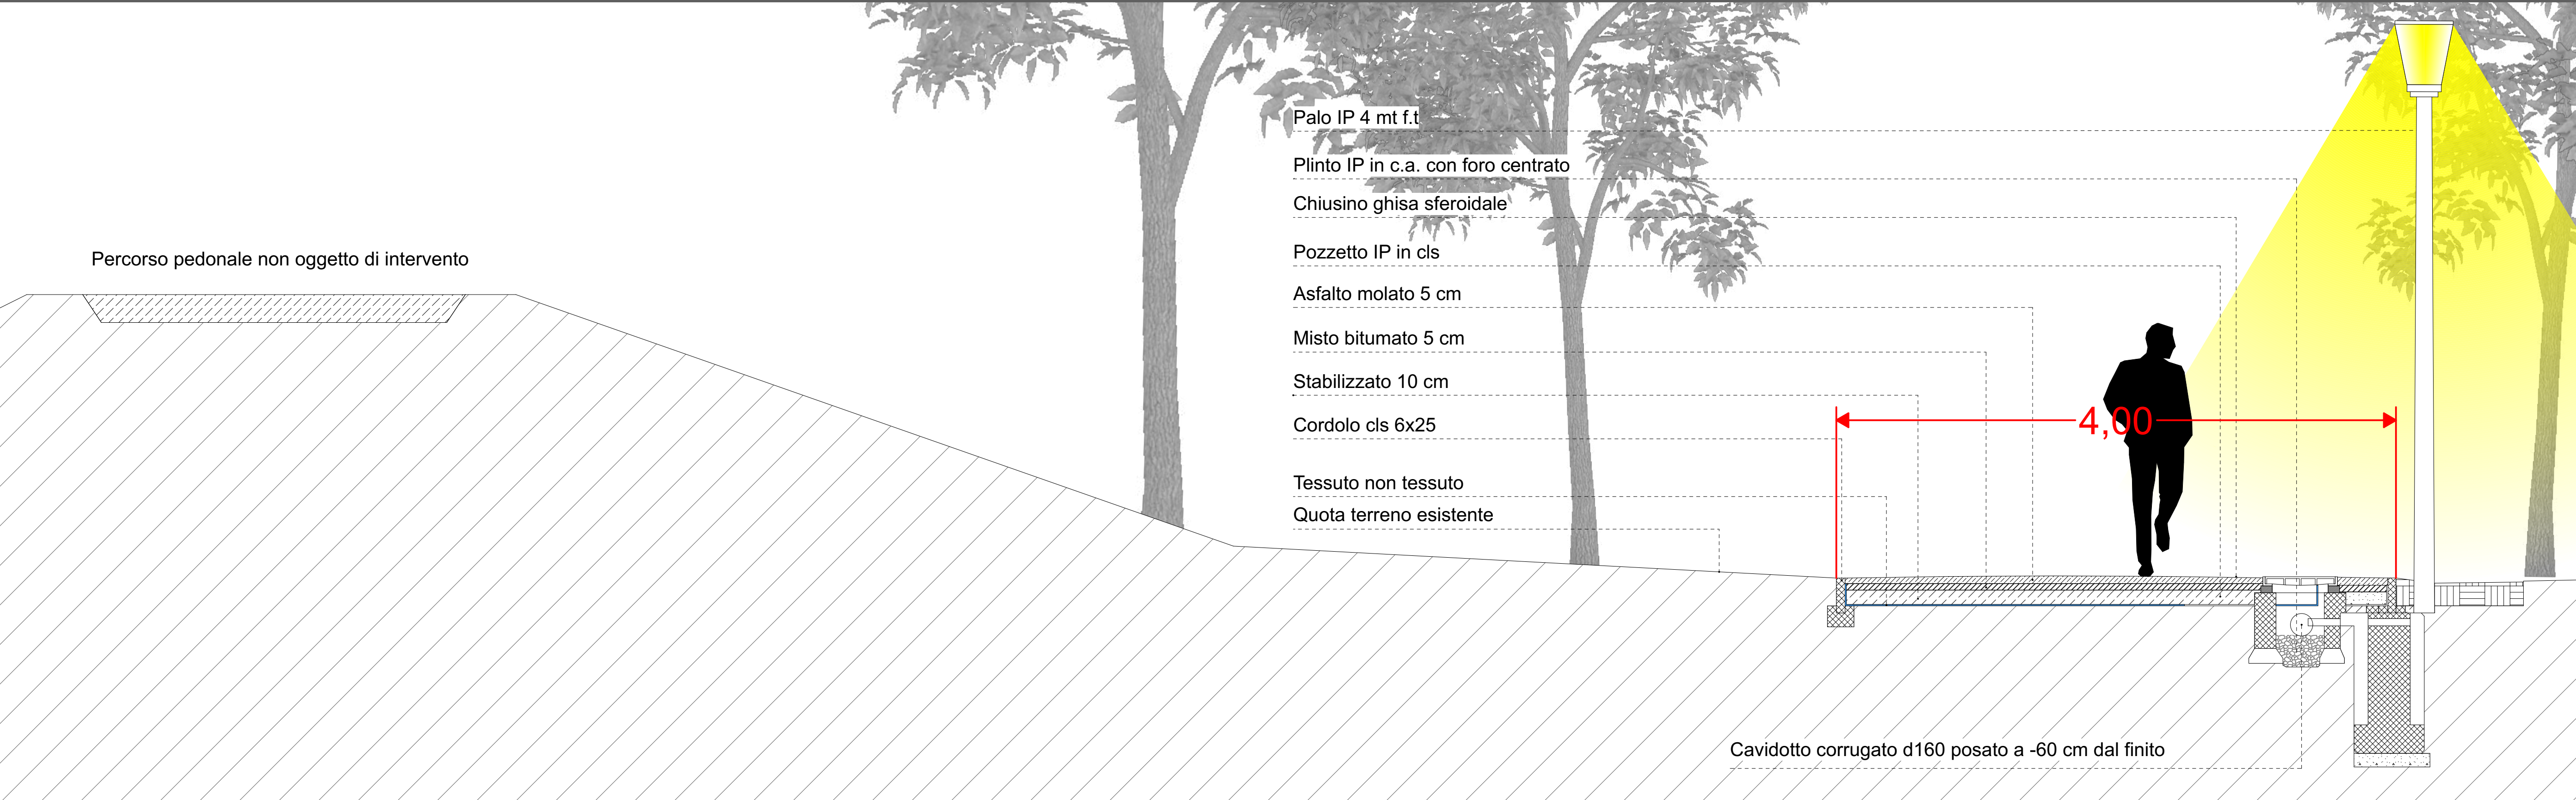 Palo IP 4 mt f.t
Plinto IP in c.a. con foro centrato
Chiusino ghisa sferoidale
Percorso pedonale non oggetto di intervento
Pozzetto IP in cls
Asfalto molato 5 cm
Misto bitumato 5 cm
Stabilizzato 10 cm
Cordolo cls 6x25
4,00
Tessuto non tessuto
Quota terreno esistente
Cavidotto corrugato d160 posato a -60 cm dal finito